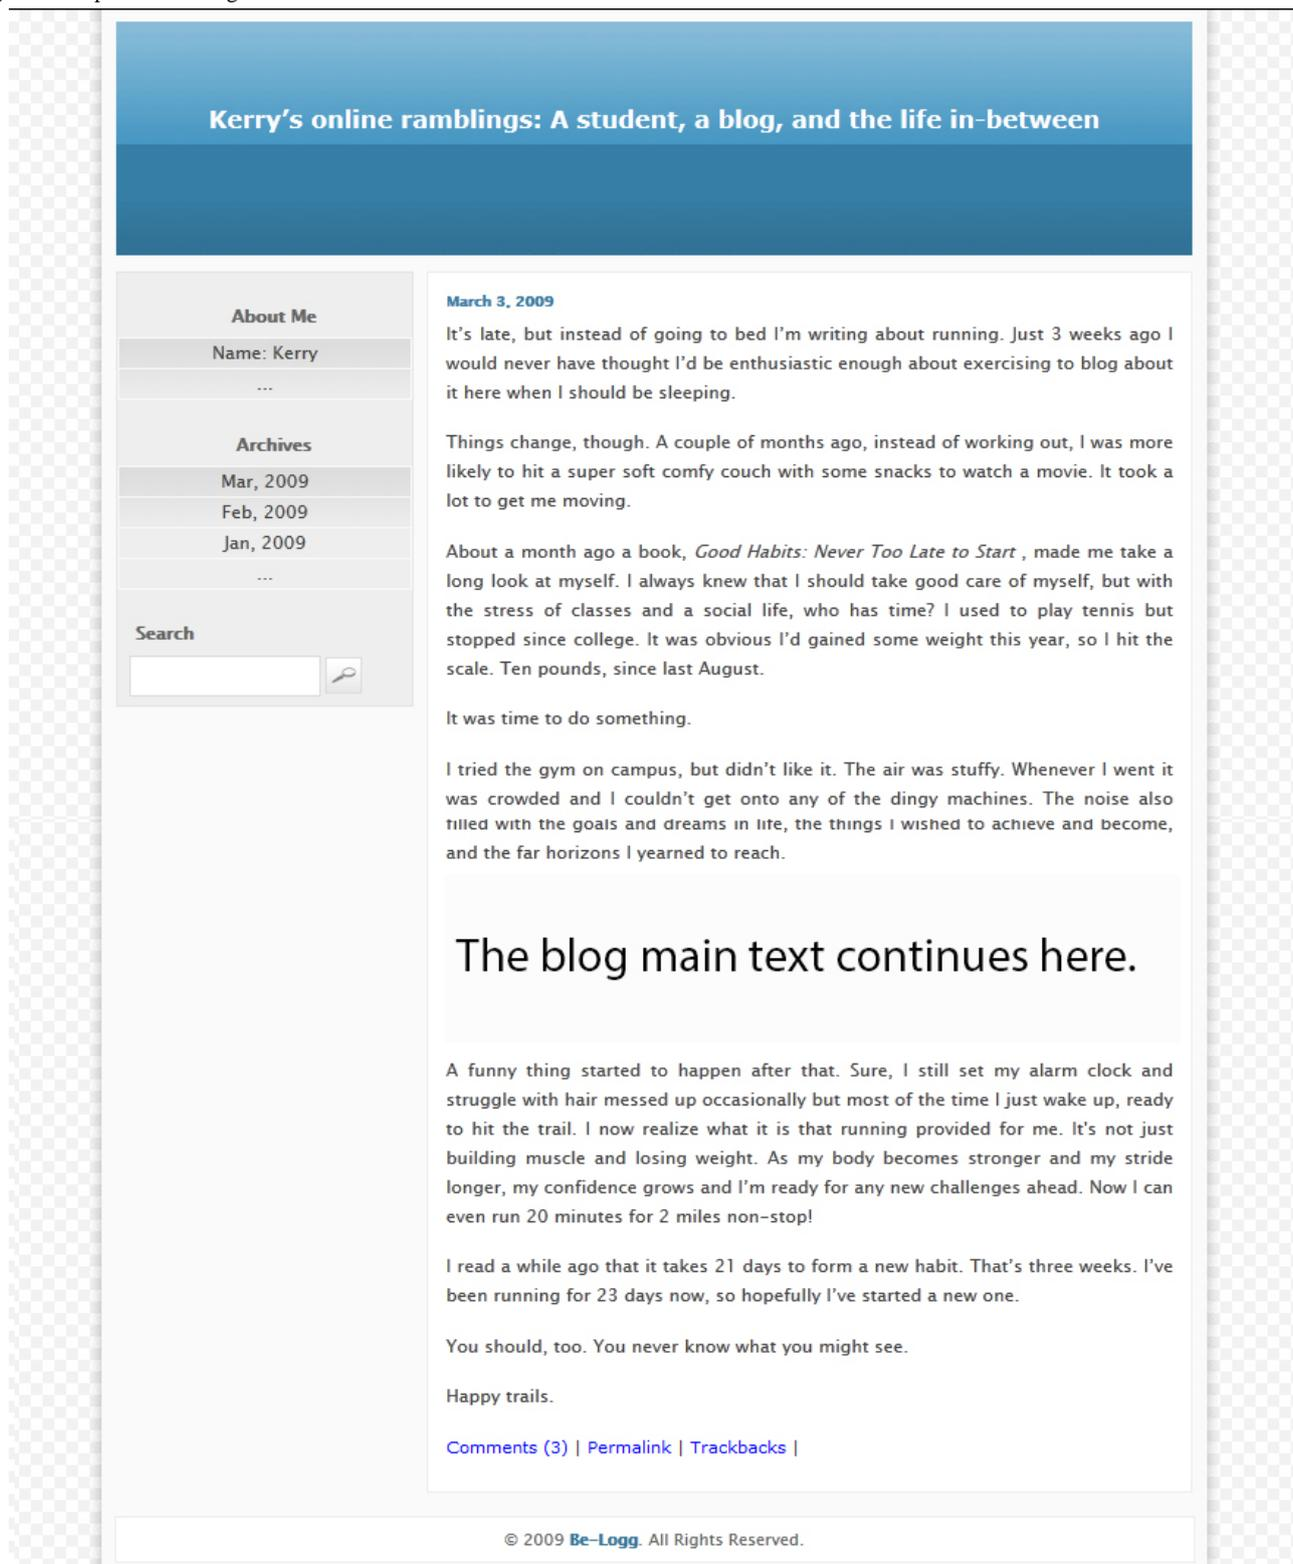 Kerry's online ramblings: A student, a blog, and the life in-between
About Me
Name: Kerry
...
Archives
Mar, 2009
Feb, 2009
Jan, 2009
...
Search
March 3, 2009
It's late, but instead of going to bed I'm writing about running. Just 3 weeks ago I
would never have thought I'd be enthusiastic enough about exercising to blog about
it here when I should be sleeping.
Things change, though. A couple of months ago, instead of working out, I was more
likely to hit a super soft comfy couch with some snacks to watch a movie. It took a
lot to get me moving.
About a month ago a book, Good Habits: Never Too Late to Start , made me take a
long look at myself. I always knew that I should take good care of myself, but with
the stress of classes and a social life, who has time? I used to play tennis but
stopped since college. It was obvious I'd gained some weight this year, so I hit the
scale. Ten pounds, since last August.
It was time to do something.
I tried the gym on campus, but didn't like it. The air was stuffy. Whenever I went it
was crowded and I couldn't get onto any of the dingy machines. The noise also
filled with the goals and dreams in life, the things I wished to achieve and become,
and the far horizons I yearned to reach.
The blog main text continues here.
A funny thing started to happen after that. Sure, I still set my alarm clock and
struggle with hair messed up occasionally but most of the time I just wake up, ready
to hit the trail. I now realize what it is that running provided for me. It's not just
building muscle and losing weight. As my body becomes stronger and my stride
longer, my confidence grows and I'm ready for any new challenges ahead. Now I can
even run 20 minutes for 2 miles non-stop!
I read a while ago that it takes 21 days to form a new habit. That's three weeks. I've
been running for 23 days now, so hopefully I've started a new one.
You should, too. You never know what you might see.
Happy trails.
Comments (3) | Permalink | Trackbacks |
© 2009 Be-Logg. All Rights Reserved.